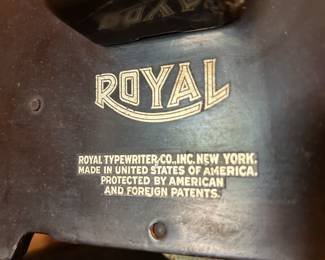 ROYAL
ROYAL TYPEWRITER CO., INC. NEW YORK.
MADE IN UNITED STATES OF AMERICA.
PROTECTED BY AMERICAN
AND FOREIGN PATENTS.